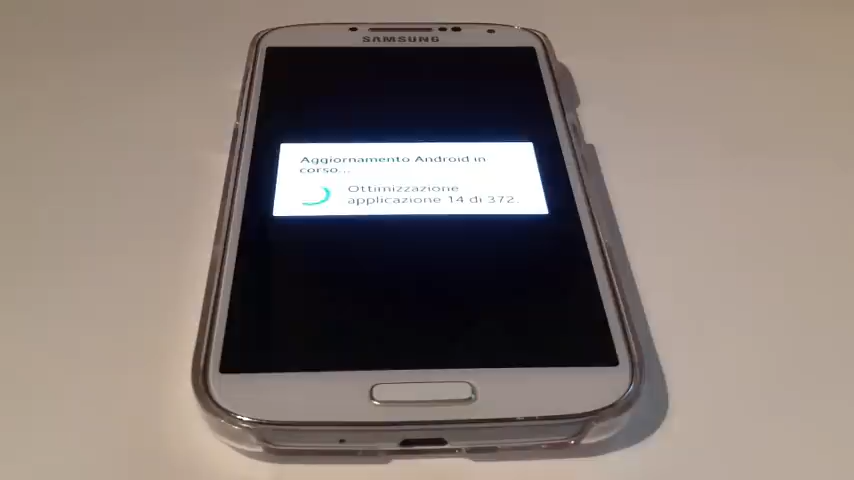 SAMSUNG
Aggiornamento Android in
corso...
Ottimizzazione
applicazione 14 di 372.